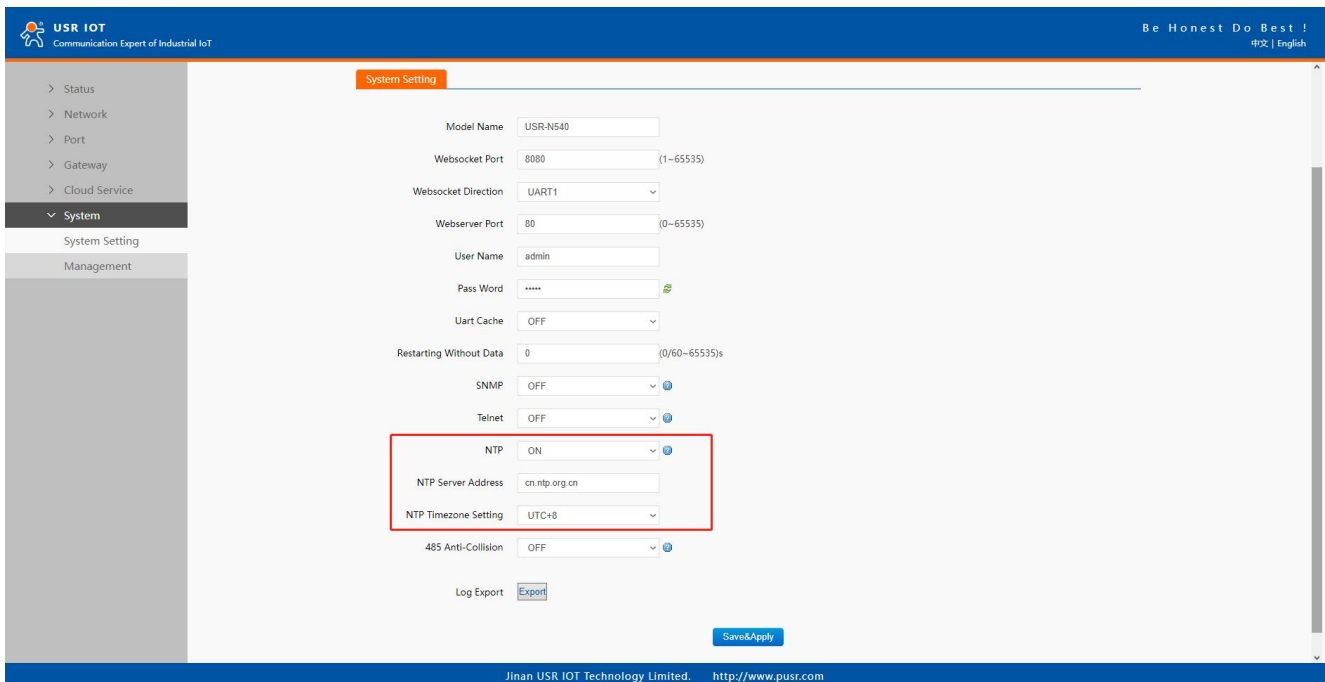 USR IOT
Communication Expert of Industrial IoT
Be Honest Do Best !
中文 | English
Status
Network
Port
Gateway
Cloud Service
System
System Setting
Management
System Setting
Model Name USR-N540
Websocket Port 8080 (1~65535)
Websocket Direction UART1
Webserver Port 80 (0~65535)
User Name admin
Pass Word •••••
Uart Cache OFF
Restarting Without Data 0 (0/60~65535)s
SNMP OFF
Telnet OFF
NTP ON
NTP Server Address cn.ntp.org.cn
NTP Timezone Setting UTC+8
485 Anti-Collision OFF
Log Export Export
Save&Apply
Jinan USR IOT Technology Limited. http://www.pusr.com